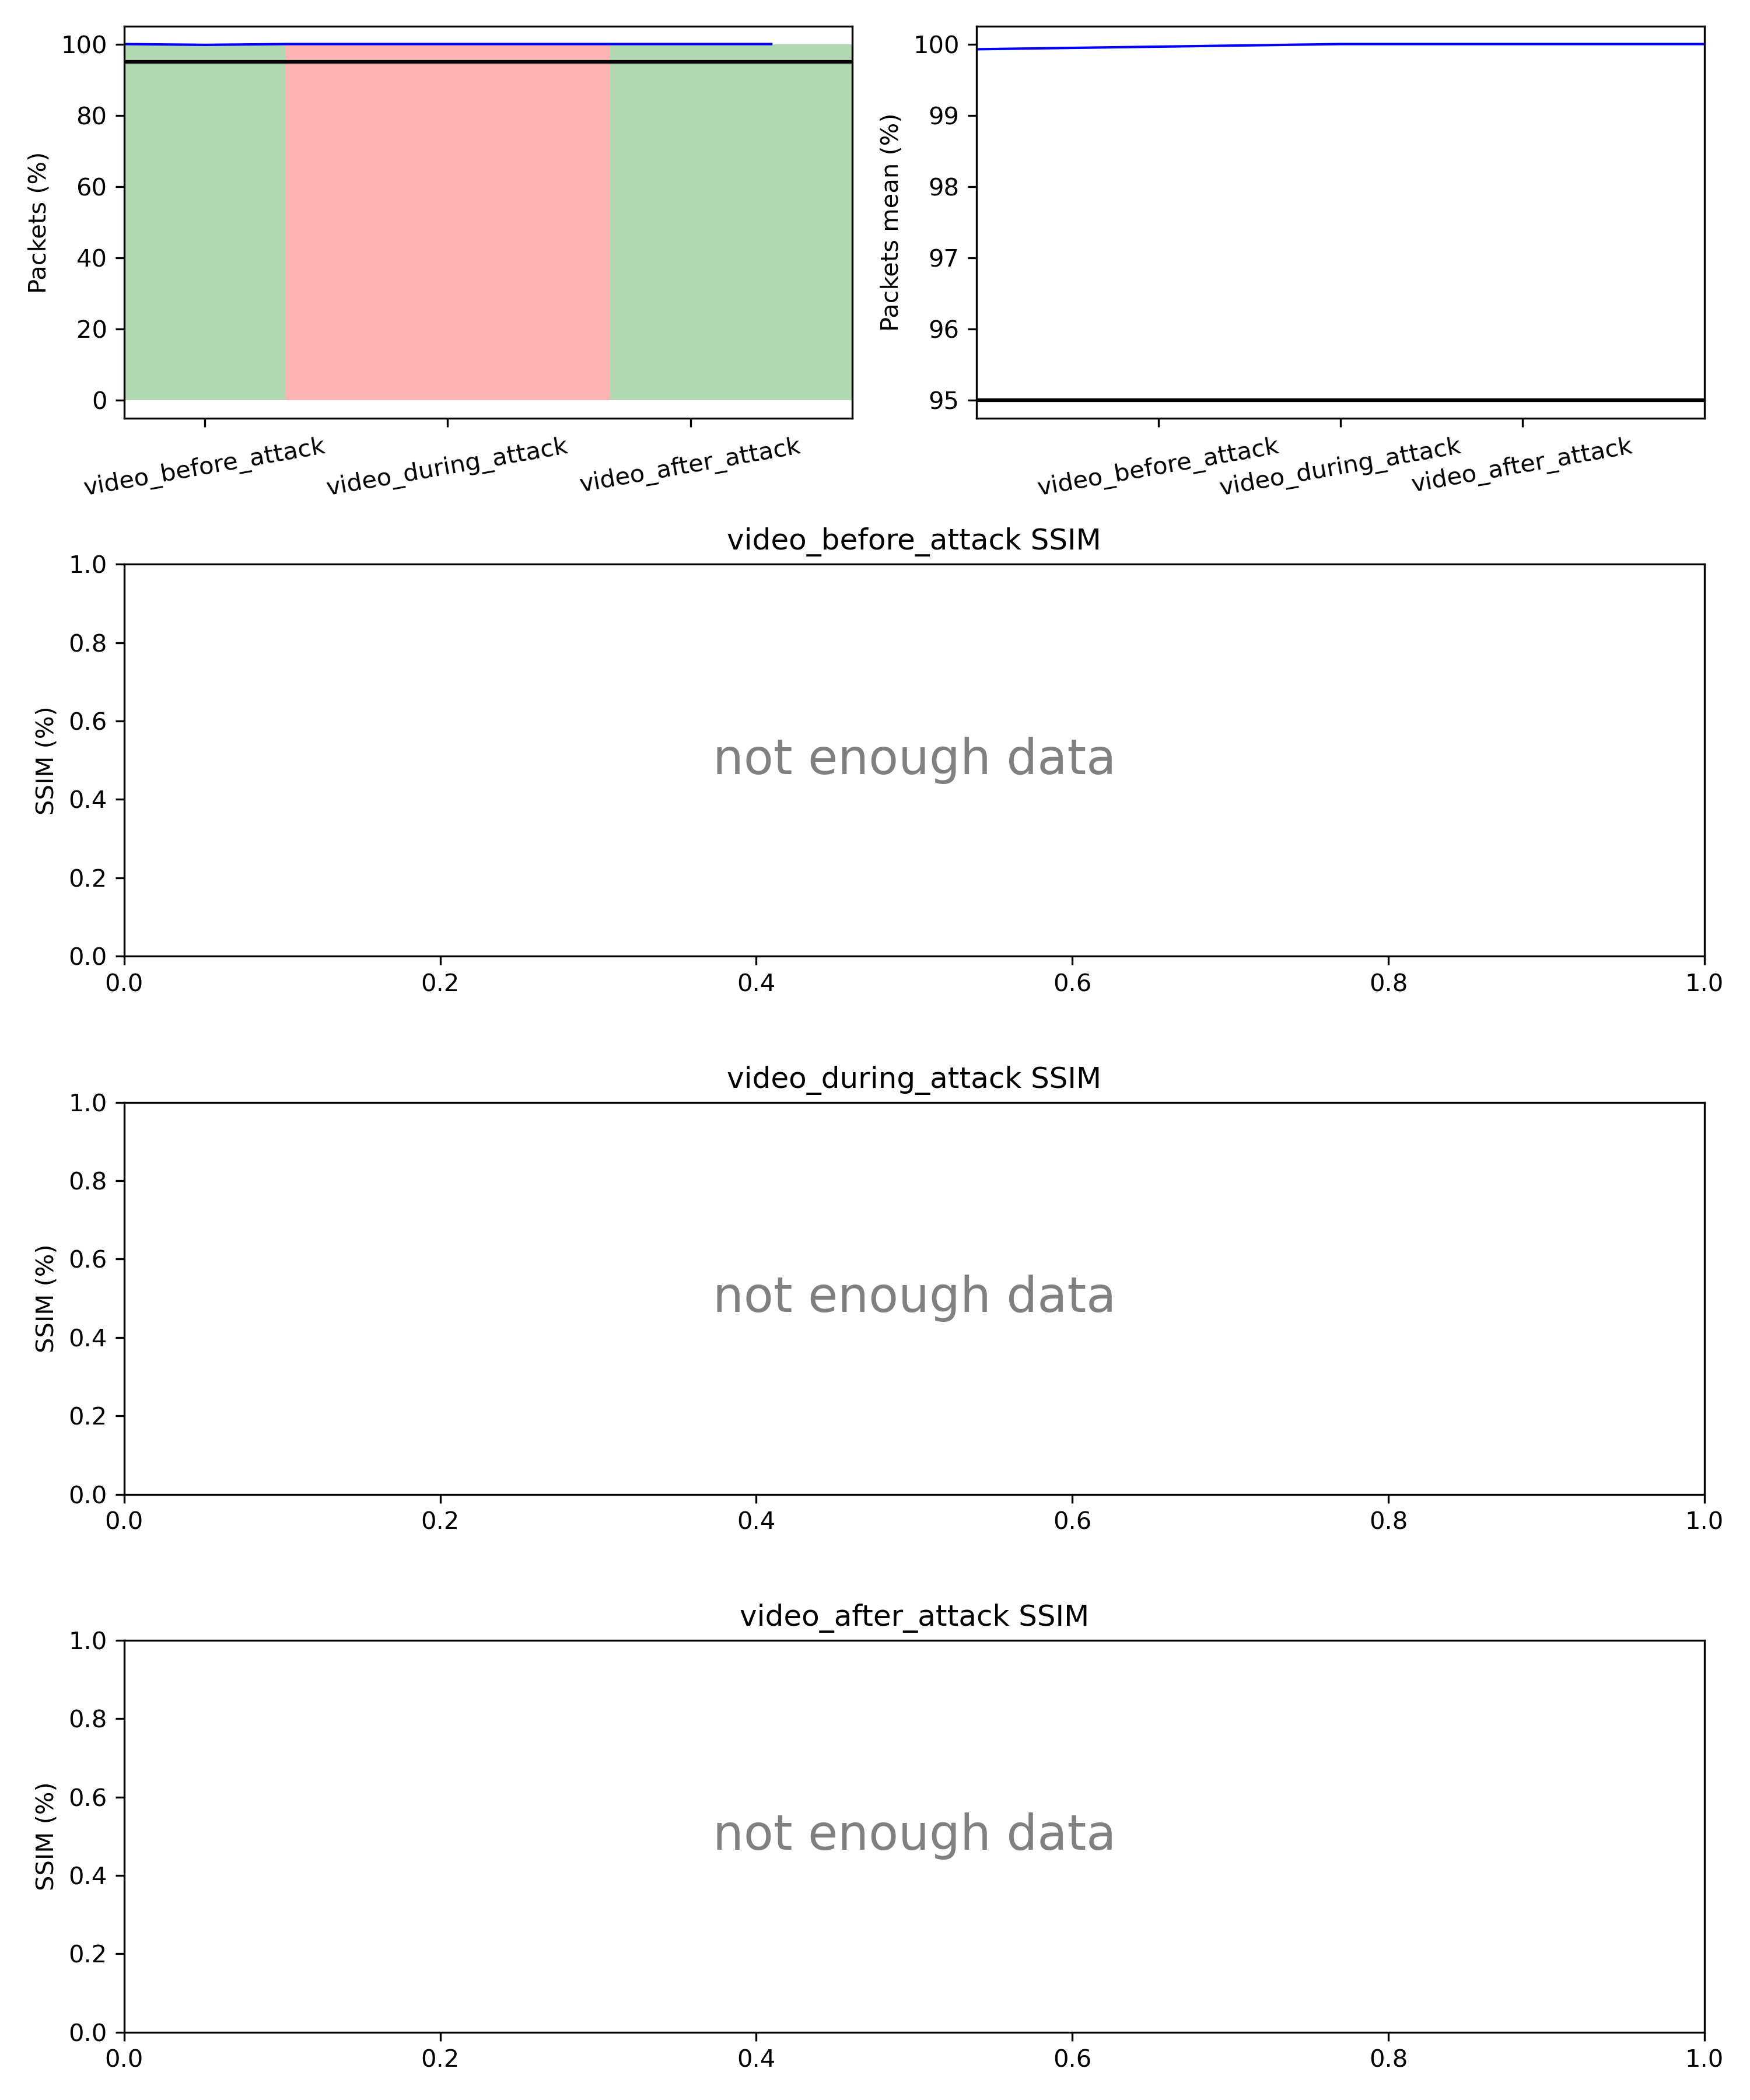 Packets (%)
100
80
60
40
20
0
video_before_attack
video_during_attack
video_after_attack
Packets mean (%)
100
99
98
97
96
95
video_before_attack
video_during_attack
video_after_attack
video_before_attack SSIM
SSIM (%)
1.0
0.8
0.6
0.4
0.2
0.0
not enough data
0.0 0.2 0.4 0.6 0.8 1.0
video_during_attack SSIM
SSIM (%)
1.0
0.8
0.6
0.4
0.2
0.0
not enough data
0.0 0.2 0.4 0.6 0.8 1.0
video_after_attack SSIM
SSIM (%)
1.0
0.8
0.6
0.4
0.2
0.0
not enough data
0.0 0.2 0.4 0.6 0.8 1.0